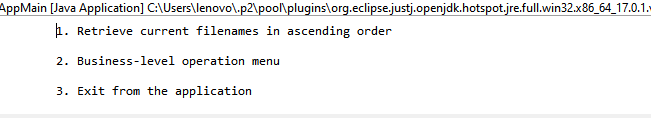 AppMain [Java Application] C:\Users\lenovo\.p2\pool\plugins\org.eclipse.justj.openjdk.hotspot.jre.full.win32.x86_64_17.0.1.
1. Retrieve current filenames in ascending order
2. Business-level operation menu
3. Exit from the application